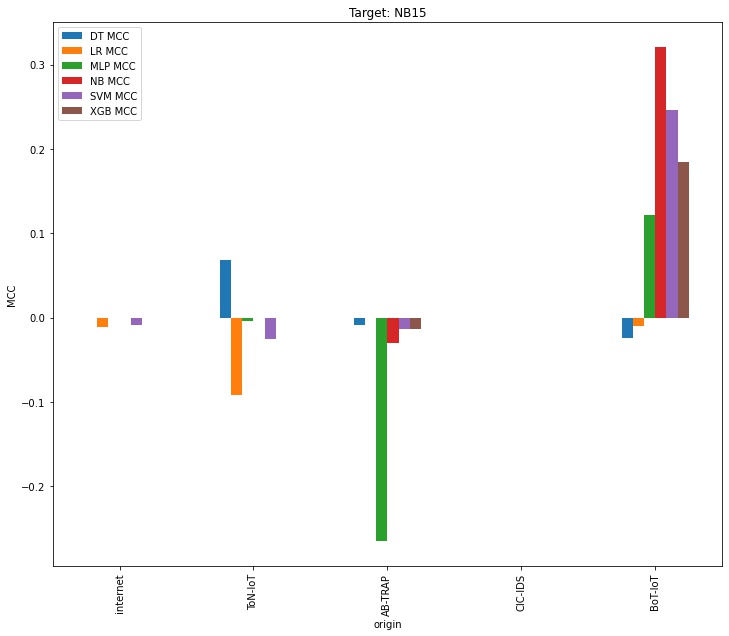 Target: NB15
DT MCC
LR MCC
MLP MCC
NB MCC
SVM MCC
XGB MCC
MCC
0.3
0.2
0.1
0.0
−0.1
−0.2
internet
ToN-IoT
AB-TRAP
CIC-IDS
BoT-IoT
origin